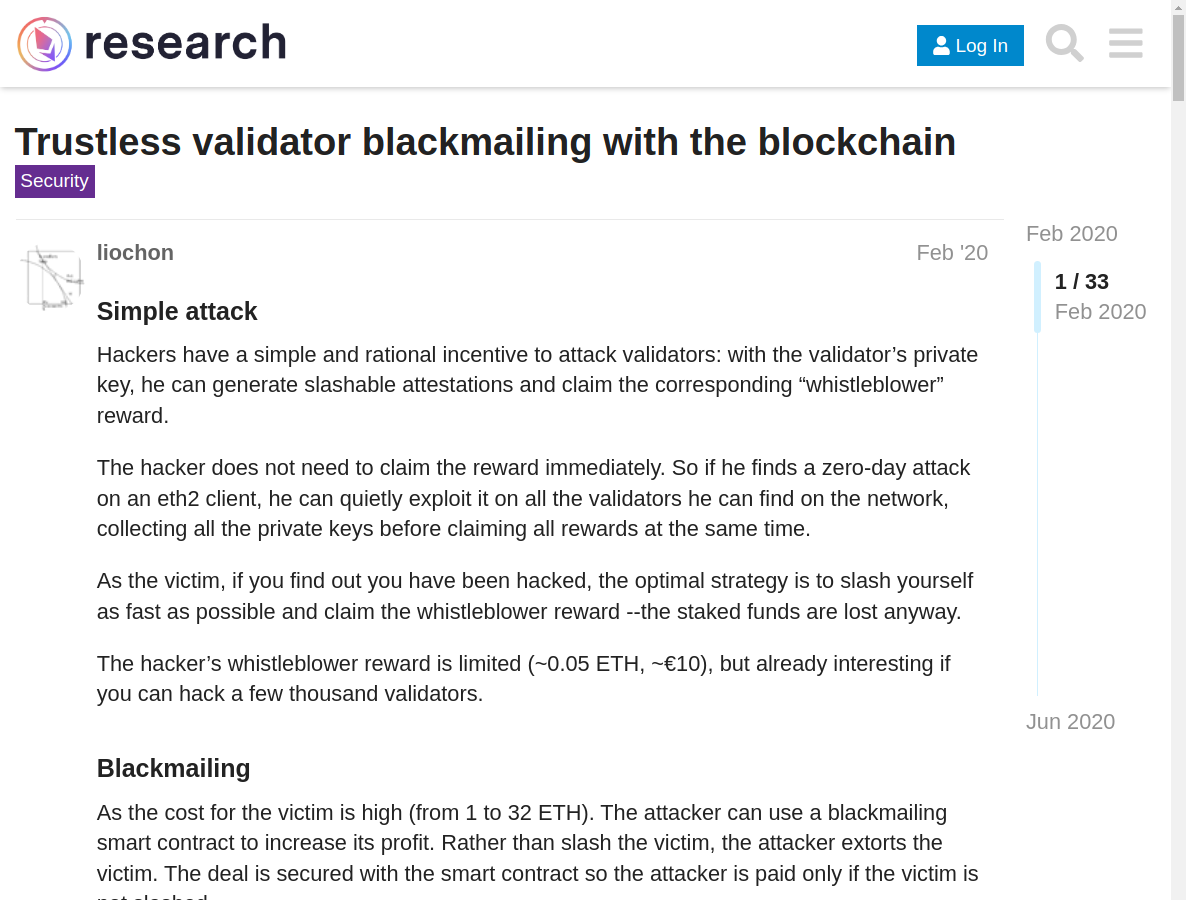 research
Log In
Trustless validator blackmailing with the blockchain
Security
liochon
Feb '20
Feb 2020
1 / 33
Feb 2020
Jun 2020
Simple attack
Hackers have a simple and rational incentive to attack validators: with the validator’s private
key, he can generate slashable attestations and claim the corresponding “whistleblower”
reward.
The hacker does not need to claim the reward immediately. So if he finds a zero-day attack
on an eth2 client, he can quietly exploit it on all the validators he can find on the network,
collecting all the private keys before claiming all rewards at the same time.
As the victim, if you find out you have been hacked, the optimal strategy is to slash yourself
as fast as possible and claim the whistleblower reward --the staked funds are lost anyway.
The hacker’s whistleblower reward is limited (~0.05 ETH, ~€10), but already interesting if
you can hack a few thousand validators.
Blackmailing
As the cost for the victim is high (from 1 to 32 ETH). The attacker can use a blackmailing
smart contract to increase its profit. Rather than slash the victim, the attacker extorts the
victim. The deal is secured with the smart contract so the attacker is paid only if the victim is
not slashed